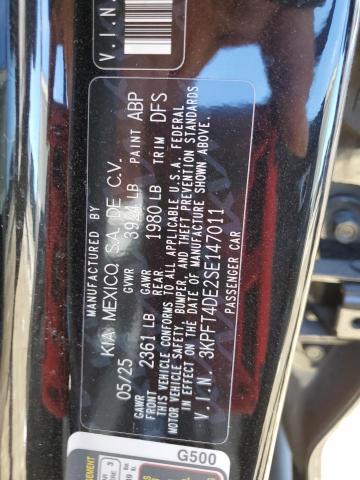 V.I.N.
MANUFACTURED BY
KIA MEXICO, S.A. DE C.V.
05/25 GVWR 3924 LB PAINT ABP
GAWR FRONT 2361 LB GAWR REAR 1980 LB TRIM DFS
THIS VEHICLE CONFORMS TO ALL APPLICABLE U.S.A. FEDERAL
MOTOR VEHICLE SAFETY, BUMPER, AND THEFT PREVENTION STANDARDS
IN EFFECT ON THE DATE OF MANUFACTURE SHOWN ABOVE.
V.I.N. 3KPFT4DE2SE147011
PASSENGER CAR
G500